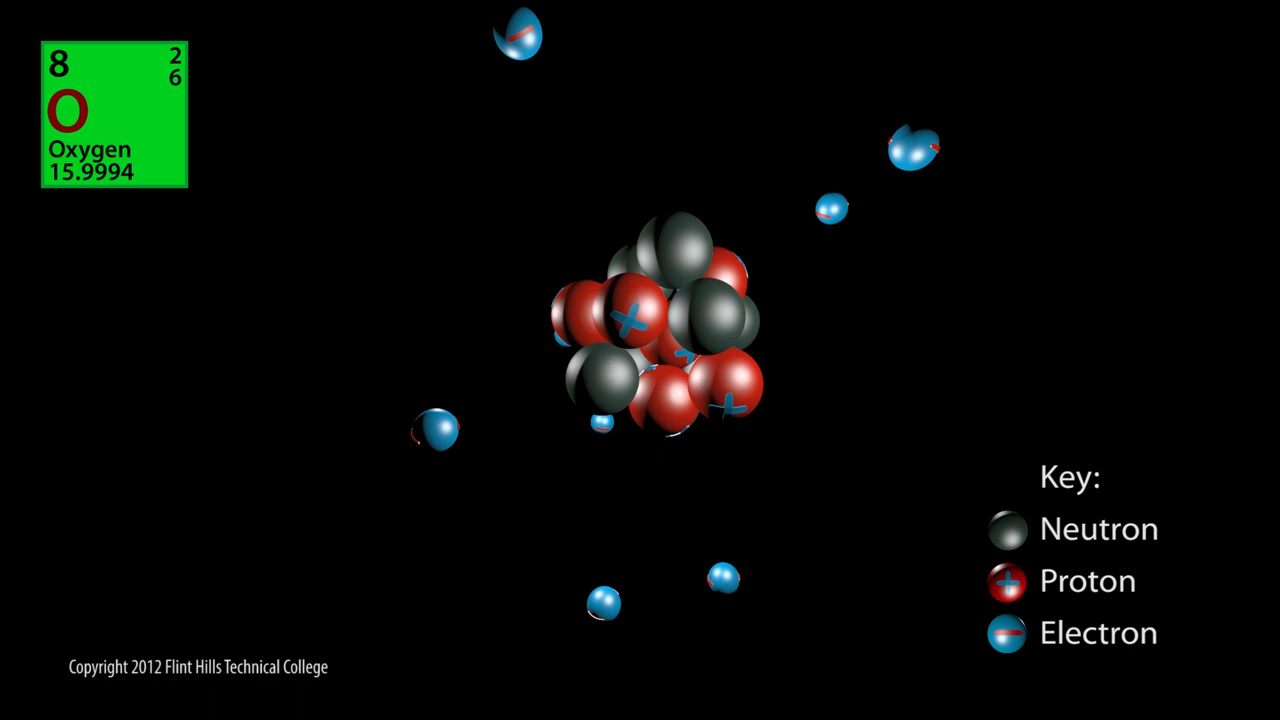 8 2
6
O
Oxygen
15.9994
Key:
Neutron
Proton
Electron
Copyright 2012 Flint Hills Technical College